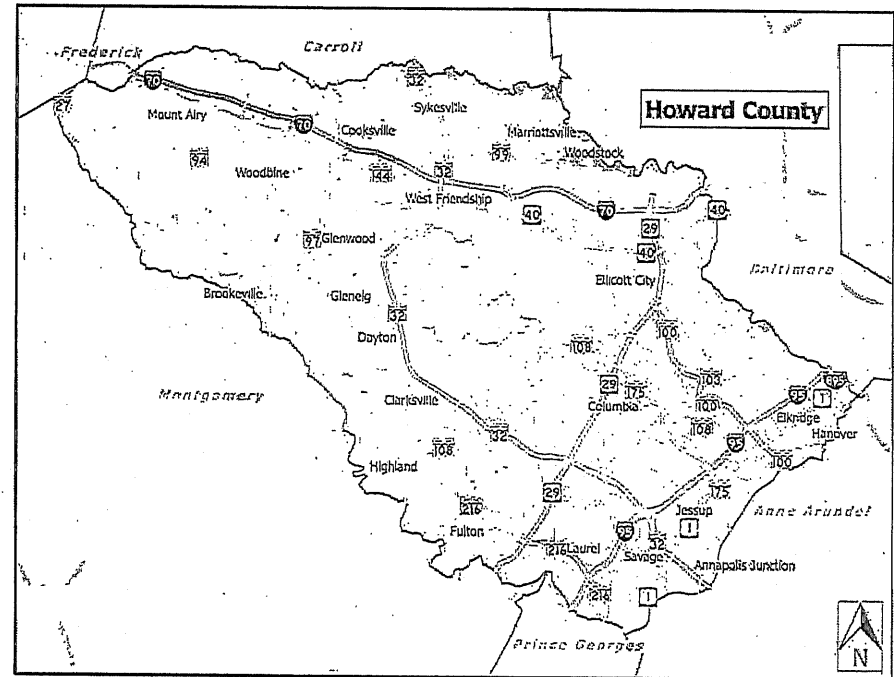 Frederick
Carroll
70
32
27
Mount Airy
Sykesville
Howard County
70
Cooksville
Marriottsville
99
Woodstock
94
Woodbine
144
32
West Friendship
40
70
40
29
97
Glenwood
40
Baltimore
Ellicott City
Brookeville
Glenelg
32
Dayton
100
108
Montgomery
29
175
103
Columbia
100
95
895
1
Clarksville
Elkridge
Hanover
108
32
108
95
100
Highland
29
175
Anne Arundel
216
Jessup
Fulton
1
95
216
Laurel
Savage
32
Annapolis Junction
216
1
Prince Georges
N